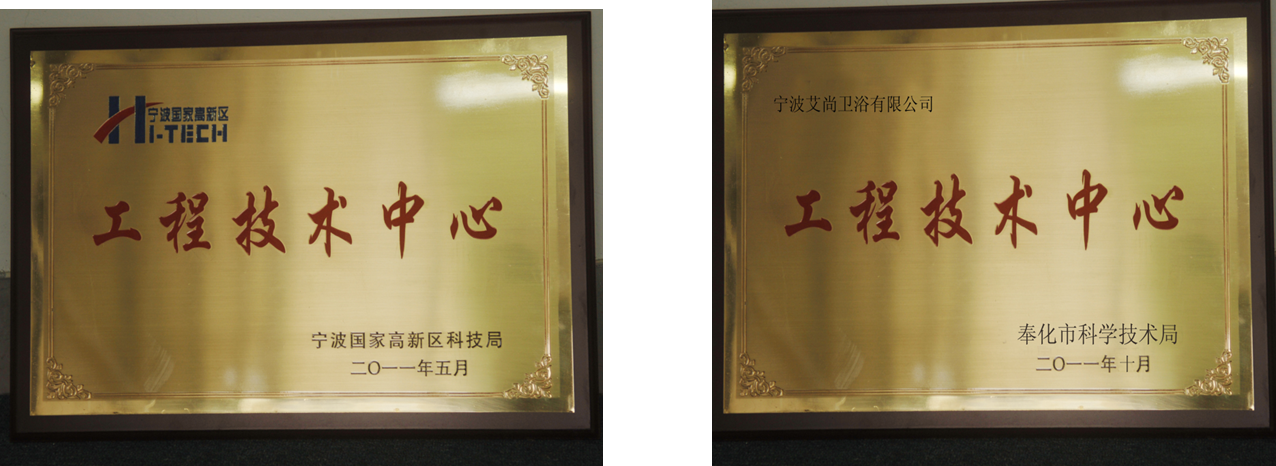 宁波国家高新区
HI-TECH
工程技术中心
宁波国家高新区科技局
二〇一一年五月
宁波艾尚卫浴有限公司
工程技术中心
奉化市科学技术局
二〇一一年十月